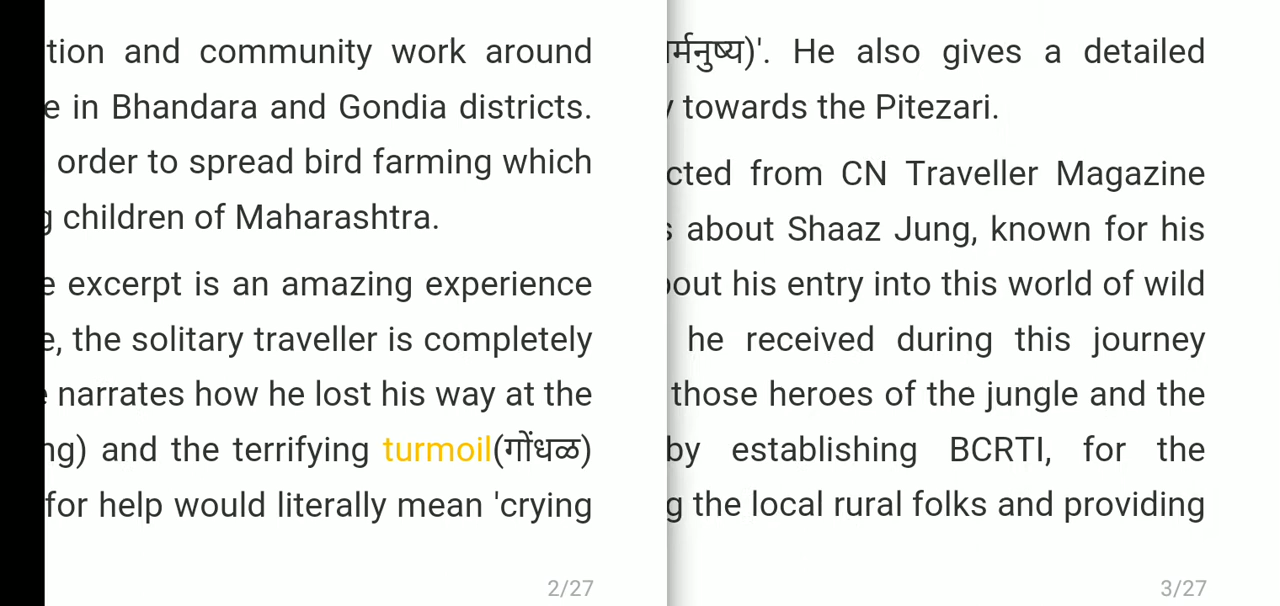 tion and community work around
in Bhandara and Gondia districts.
order to spread bird farming which
children of Maharashtra.
excerpt is an amazing experience
the solitary traveller is completely
narrates how he lost his way at the
and the terrifying turmoil(गोंधळ)
for help would literally mean 'crying
2/27
र्मनुष्य)'. He also gives a detailed
towards the Pitezari.
cted from CN Traveller Magazine
about Shaaz Jung, known for his
out his entry into this world of wild
he received during this journey
those heroes of the jungle and the
by establishing BCRTI, for the
the local rural folks and providing
3/27